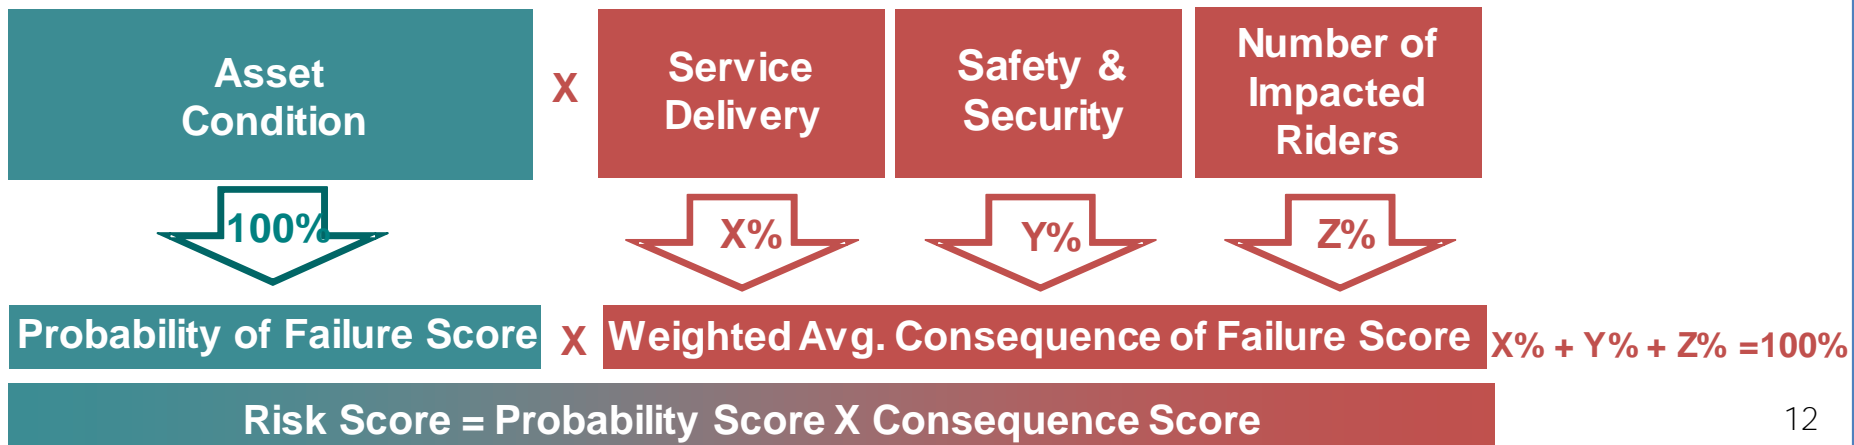 Asset
Condition
X
Service
Delivery
Safety &
Security
Number of
Impacted
Riders
100%
X%
Y%
Z%
Probability of Failure Score
X
Weighted Avg. Consequence of Failure Score
X% + Y% + Z% =100%
Risk Score = Probability Score X Consequence Score
12